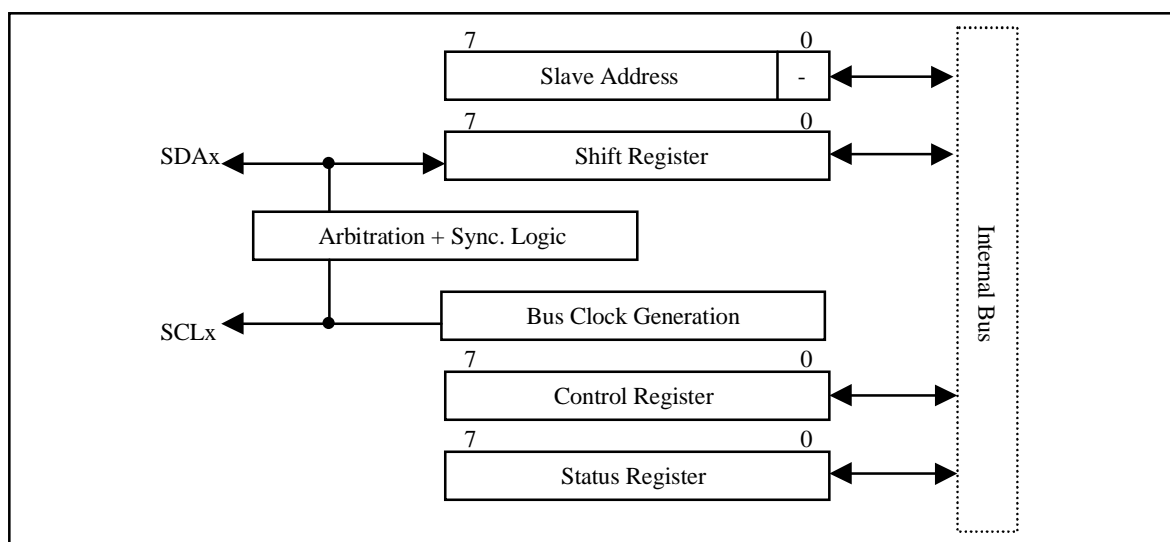 7 0
Slave Address -
7 0
SDAx Shift Register
Arbitration + Sync. Logic
Internal Bus
SCLx Bus Clock Generation
7 0
Control Register
7 0
Status Register